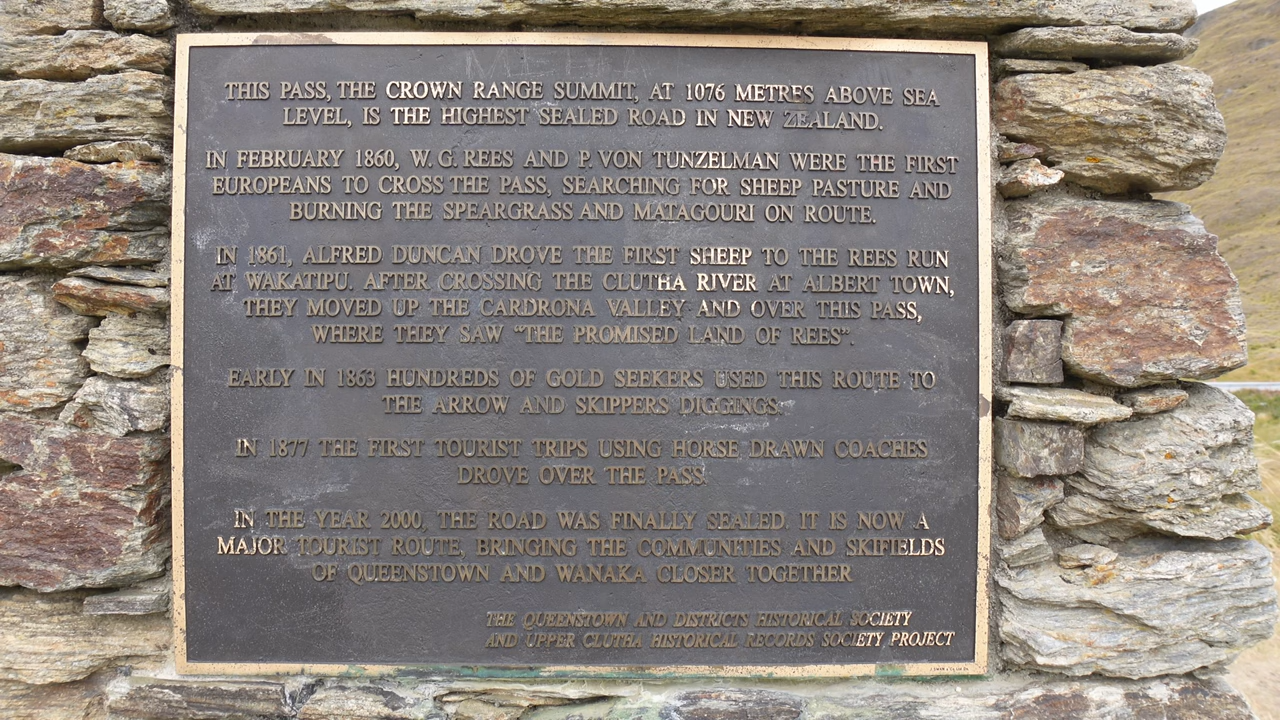 THIS PASS, THE CROWN RANGE SUMMIT, AT 1076 METRES ABOVE SEA
LEVEL, IS THE HIGHEST SEALED ROAD IN NEW ZEALAND.
IN FEBRUARY 1860, W. G. REES AND P. VON TUNZELMAN WERE THE FIRST
EUROPEANS TO CROSS THE PASS, SEARCHING FOR SHEEP PASTURE AND
BURNING THE SPEARGRASS AND MATAGOURI ON ROUTE.
IN 1861, ALFRED DUNCAN DROVE THE FIRST SHEEP TO THE REES RUN
AT WAKATIPU. AFTER CROSSING THE CLUTHA RIVER AT ALBERT TOWN,
THEY MOVED UP THE CARDRONA VALLEY AND OVER THIS PASS,
WHERE THEY SAW "THE PROMISED LAND OF REES".
EARLY IN 1863 HUNDREDS OF GOLD SEEKERS USED THIS ROUTE TO
THE ARROW AND SKIPPERS DIGGINGS.
IN 1877 THE FIRST TOURIST TRIPS USING HORSE DRAWN COACHES
DROVE OVER THE PASS.
IN THE YEAR 2000, THE ROAD WAS FINALLY SEALED. IT IS NOW A
MAJOR TOURIST ROUTE, BRINGING THE COMMUNITIES AND SKIFIELDS
OF QUEENSTOWN AND WANAKA CLOSER TOGETHER
THE QUEENSTOWN AND DISTRICTS HISTORICAL SOCIETY
AND UPPER CLUTHA HISTORICAL RECORDS SOCIETY PROJECT